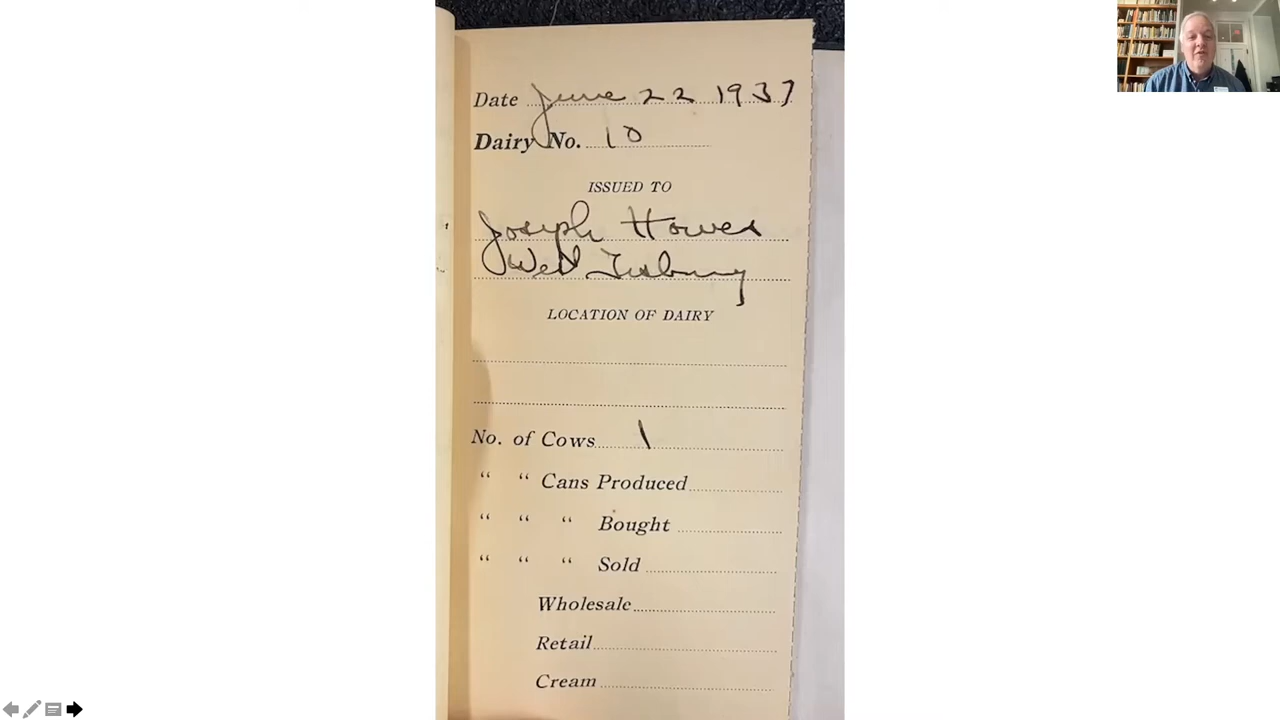 Date June 22 1937
Dairy No. 10
ISSUED TO
Joseph Howes
West Tisbury
LOCATION OF DAIRY
No. of Cows 1
“ “ Cans Produced
“ “ “ Bought
“ “ “ Sold
Wholesale
Retail
Cream